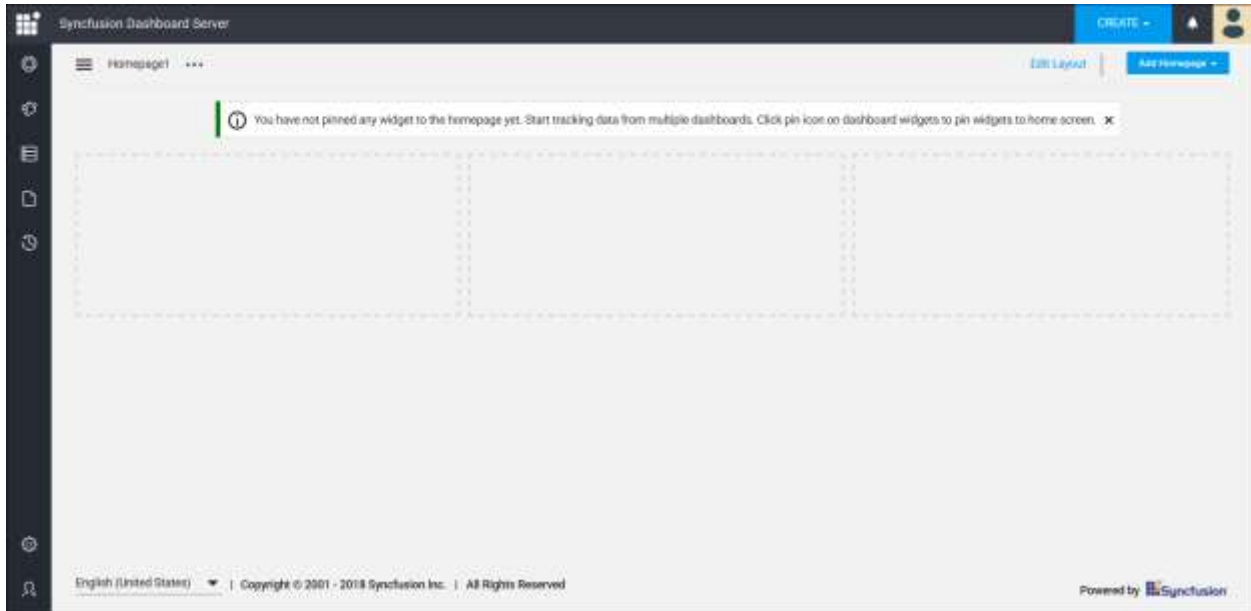 Syncfusion Dashboard Server
CREATE
Homepage1 •••
Edit Layout
Add Homepage
You have not pinned any widget to the homepage yet. Start tracking data from multiple dashboards. Click pin icon on dashboard widgets to pin widgets to home screen.
English (United States) | Copyright © 2001 - 2018 Syncfusion Inc. | All Rights Reserved
Powered by Syncfusion